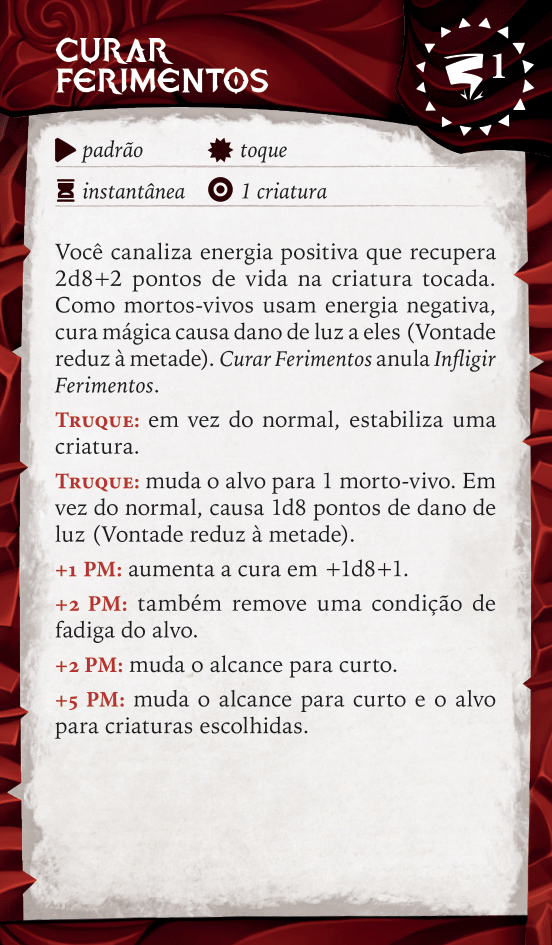 CURAR
FERIMENTOS
1
padrão
toque
instantânea
1 criatura
Você canaliza energia positiva que recupera
2d8+2 pontos de vida na criatura tocada.
Como mortos-vivos usam energia negativa,
cura mágica causa dano de luz a eles (Vontade
reduz à metade). Curar Ferimentos anula Infligir
Ferimentos.
TRUQUE: em vez do normal, estabiliza uma
criatura.
TRUQUE: muda o alvo para 1 morto-vivo. Em
vez do normal, causa 1d8 pontos de dano de
luz (Vontade reduz à metade).
+1 PM: aumenta a cura em +1d8+1.
+2 PM: também remove uma condição de
fadiga do alvo.
+2 PM: muda o alcance para curto.
+5 PM: muda o alcance para curto e o alvo
para criaturas escolhidas.